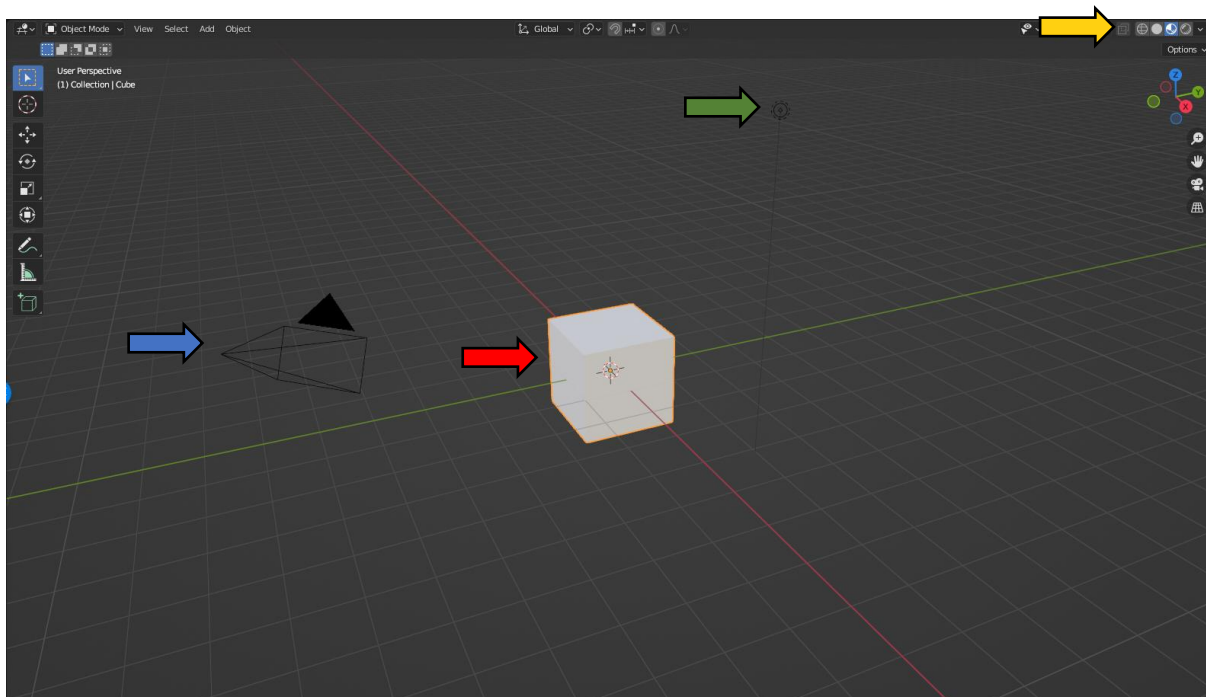 Object Mode View Select Add Object Global
Options
User Perspective
(1) Collection | Cube
Z
Y
X